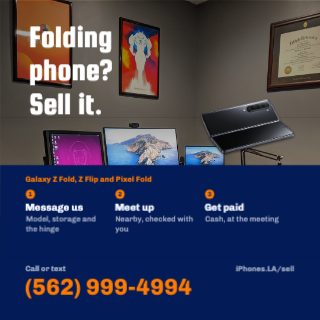 Folding
phone?
Sell it.
Galaxy Z Fold, Z Flip and Pixel Fold
1 2 3
Message us Meet up Get paid
Model, storage and Nearby, checked with Cash, at the meeting
the hinge you
Call or text iPhones.LA/sell
(562) 999-4994